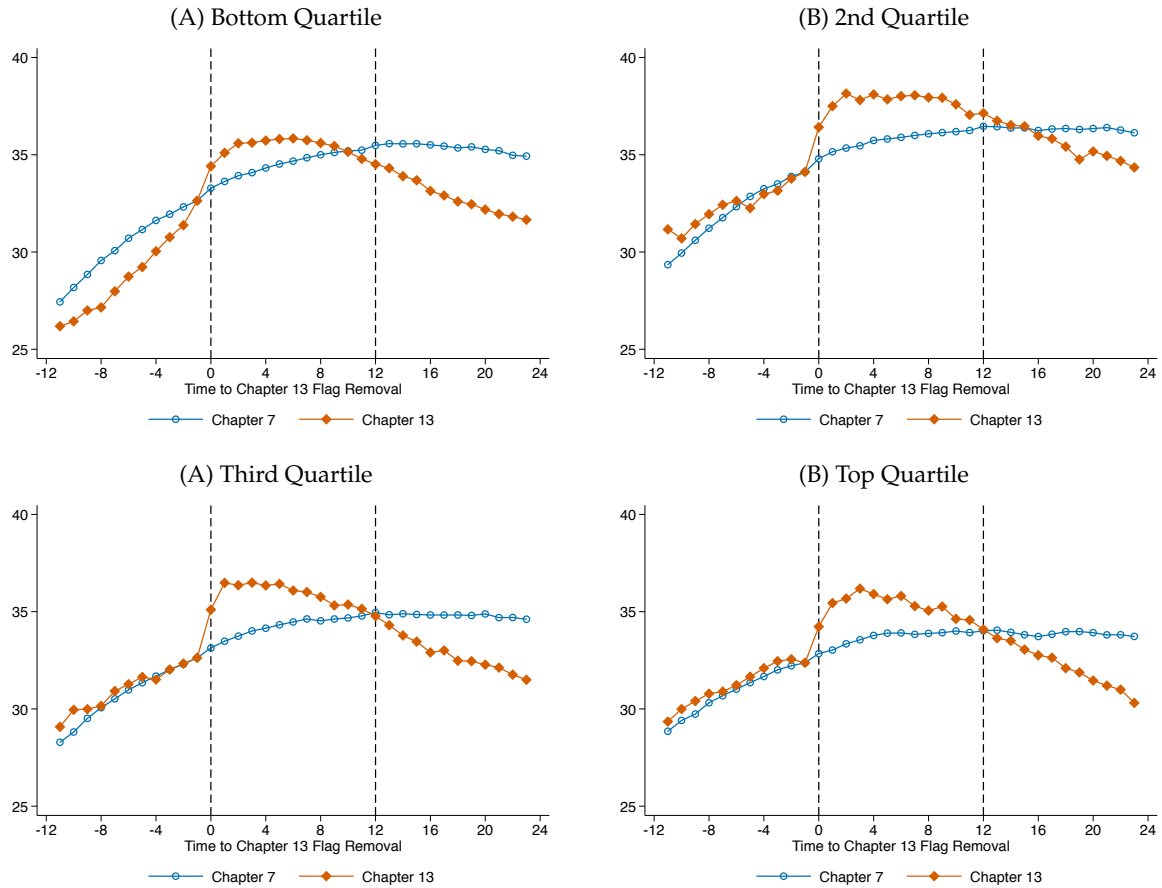 (A) Bottom Quartile
40
35
30
25
-12 -8 -4 0 4 8 12 16 20 24
Time to Chapter 13 Flag Removal
Chapter 7 Chapter 13
(B) 2nd Quartile
40
35
30
25
-12 -8 -4 0 4 8 12 16 20 24
Time to Chapter 13 Flag Removal
Chapter 7 Chapter 13
(A) Third Quartile
40
35
30
25
-12 -8 -4 0 4 8 12 16 20 24
Time to Chapter 13 Flag Removal
Chapter 7 Chapter 13
(B) Top Quartile
40
35
30
25
-12 -8 -4 0 4 8 12 16 20 24
Time to Chapter 13 Flag Removal
Chapter 7 Chapter 13